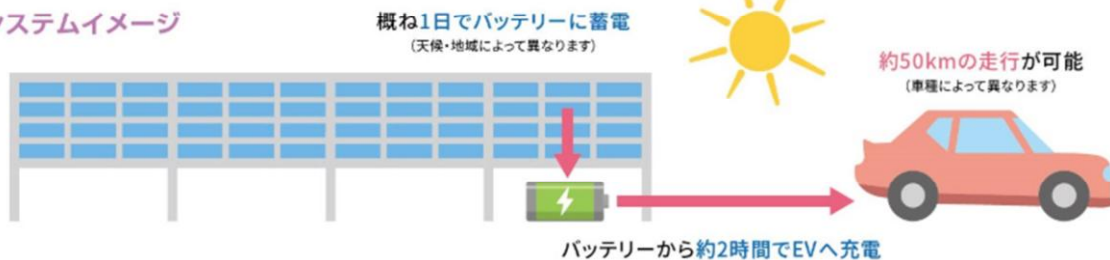 ステムイメージ
概ね1日でバッテリーに蓄電
(天候・地域によって異なります)
約50kmの走行が可能
(車種によって異なります)
バッテリーから約2時間でEVへ充電